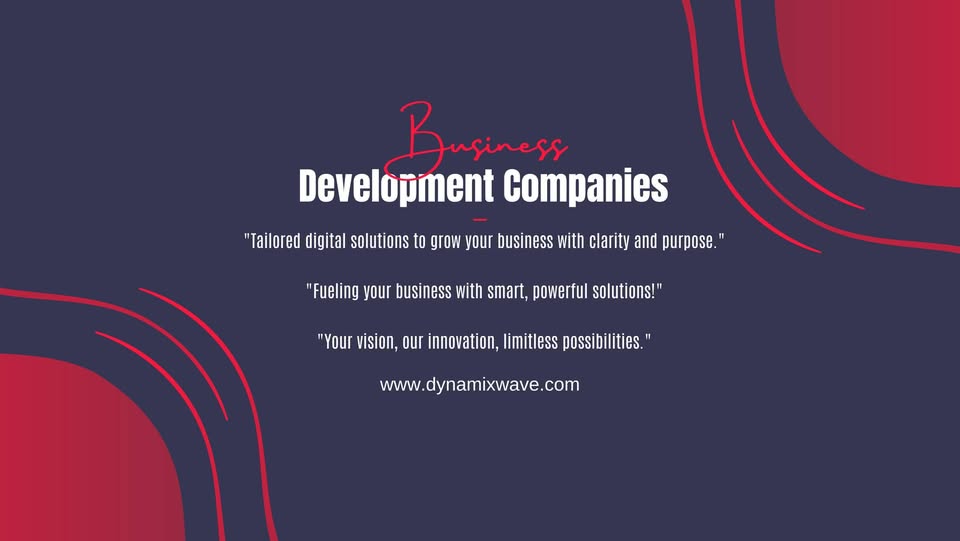 Business
Development Companies
"Tailored digital solutions to grow your business with clarity and purpose."
"Fueling your business with smart, powerful solutions!"
"Your vision, our innovation, limitless possibilities."
www.dynamixwave.com